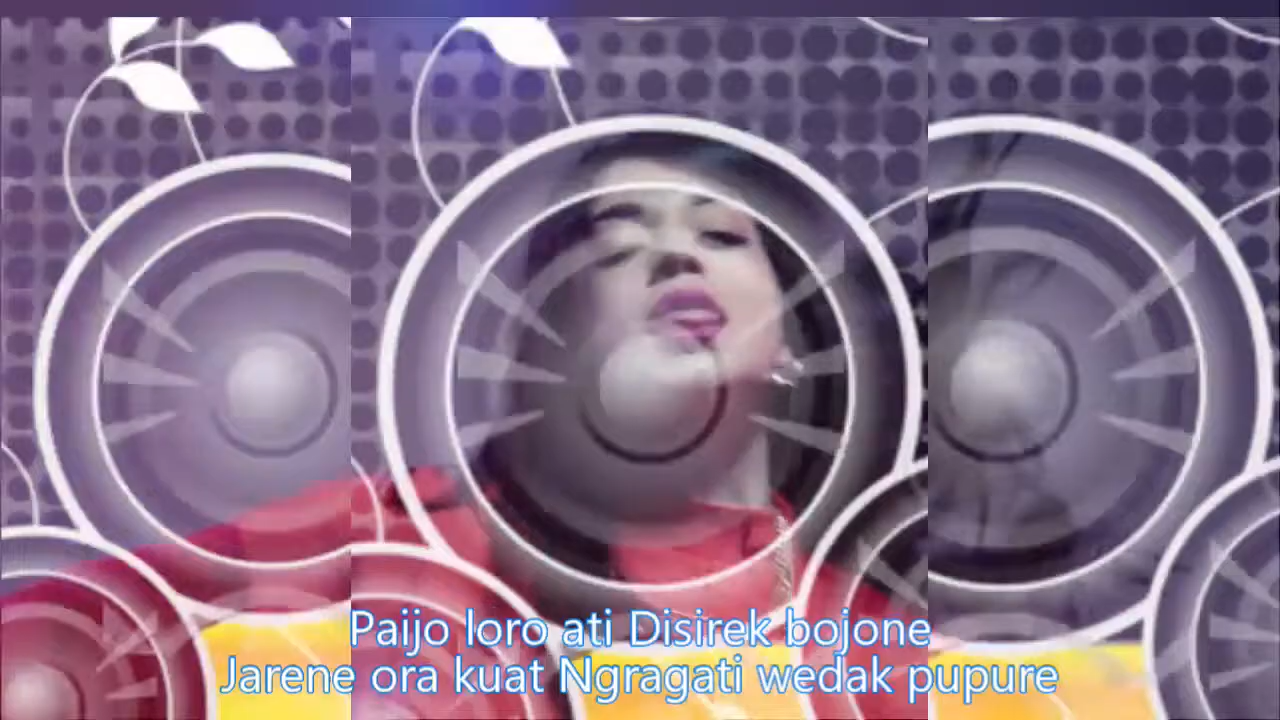 Paijo loro ati Disirek bojone
Jarene ora kuat Ngragati wedak pupure